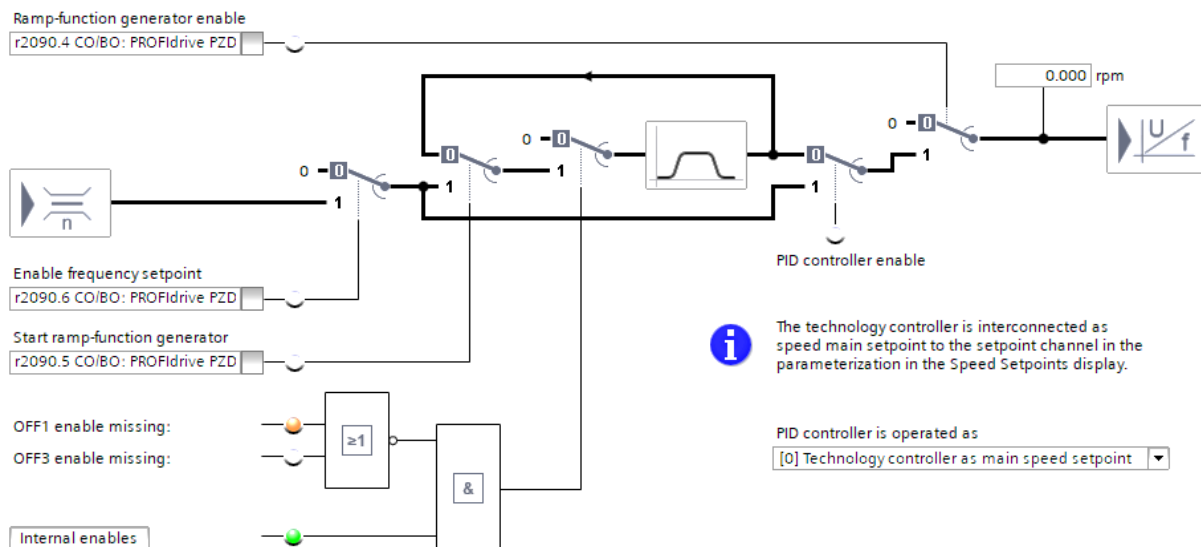 Ramp-function generator enable
r2090.4 CO/BO: PROFIdrive PZD
0.000 rpm
0 0
1
0 0
1
0
1
0
1
0 0
1
U
f
n
Enable frequency setpoint
r2090.6 CO/BO: PROFIdrive PZD
Start ramp-function generator
r2090.5 CO/BO: PROFIdrive PZD
PID controller enable
i
The technology controller is interconnected as
speed main setpoint to the setpoint channel in the
parameterization in the Speed Setpoints display.
OFF1 enable missing:
OFF3 enable missing:
≥1
&
PID controller is operated as
[0] Technology controller as main speed setpoint
Internal enables